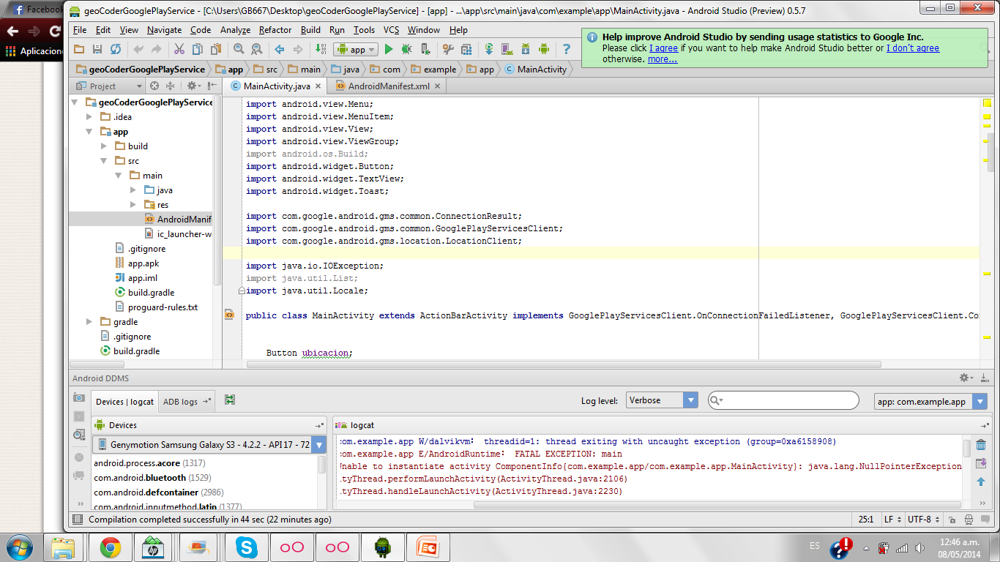 Facebook
Aplicacion
geoCoderGooglePlayService - [C:\Users\GB667\Desktop\geoCoderGooglePlayService] - [app] - ...\app\src\main\java\com\example\app\MainActivity.java - Android Studio (Preview) 0.5.7
File Edit View Navigate Code Analyze Refactor Build Run Tools VCS Window Help
Help improve Android Studio by sending usage statistics to Google Inc.
Please click I agree if you want to help make Android Studio better or I don't agree
otherwise. more...
app
geoCoderGooglePlayService app src main java com example app MainActivity
Project
MainActivity.java
AndroidManifest.xml
geoCoderGooglePlayService
.idea
app
build
src
main
java
res
AndroidManif
ic_launcher-w
.gitignore
app.apk
app.iml
build.gradle
proguard-rules.txt
gradle
.gitignore
build.gradle
import android.view.Menu;
import android.view.MenuItem;
import android.view.View;
import android.view.ViewGroup;
import android.os.Build;
import android.widget.Button;
import android.widget.TextView;
import android.widget.Toast;
import com.google.android.gms.common.ConnectionResult;
import com.google.android.gms.common.GooglePlayServicesClient;
import com.google.android.gms.location.LocationClient;
import java.io.IOException;
import java.util.List;
import java.util.Locale;
public class MainActivity extends ActionBarActivity implements GooglePlayServicesClient.OnConnectionFailedListener, GooglePlayServicesClient.Co
Button ubicacion;
Android DDMS
Devices | logcat
ADB logs
Log level:
Verbose
app: com.example.app
Devices
Genymotion Samsung Galaxy S3 - 4.2.2 - API 17 - 72
android.process.acore (1317)
com.android.bluetooth (1529)
com.android.defcontainer (2986)
com.android.inputmethod.latin (1377)
logcat
com.example.app W/dalvikvm: threadid=1: thread exiting with uncaught exception (group=0xa6158908)
com.example.app E/AndroidRuntime: FATAL EXCEPTION: main
Unable to instantiate activity ComponentInfo{com.example.app/com.example.app.MainActivity}: java.lang.NullPointerException
tyThread.performLaunchActivity(ActivityThread.java:2106)
tyThread.handleLaunchActivity(ActivityThread.java:2230)
Compilation completed successfully in 44 sec (22 minutes ago)
25:1
LF
UTF-8
hp
ES
12:46 a.m.
08/05/2014